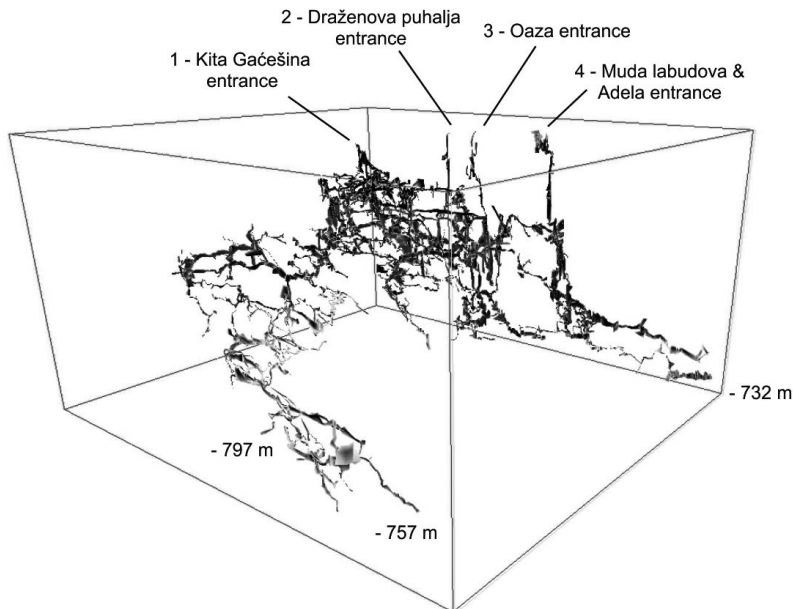 2 - Draženova puhalja
entrance
3 - Oaza entrance
1 - Kita Gaćešina
entrance
4 - Muda labudova &
Adela entrance
- 732 m
- 797 m
- 757 m